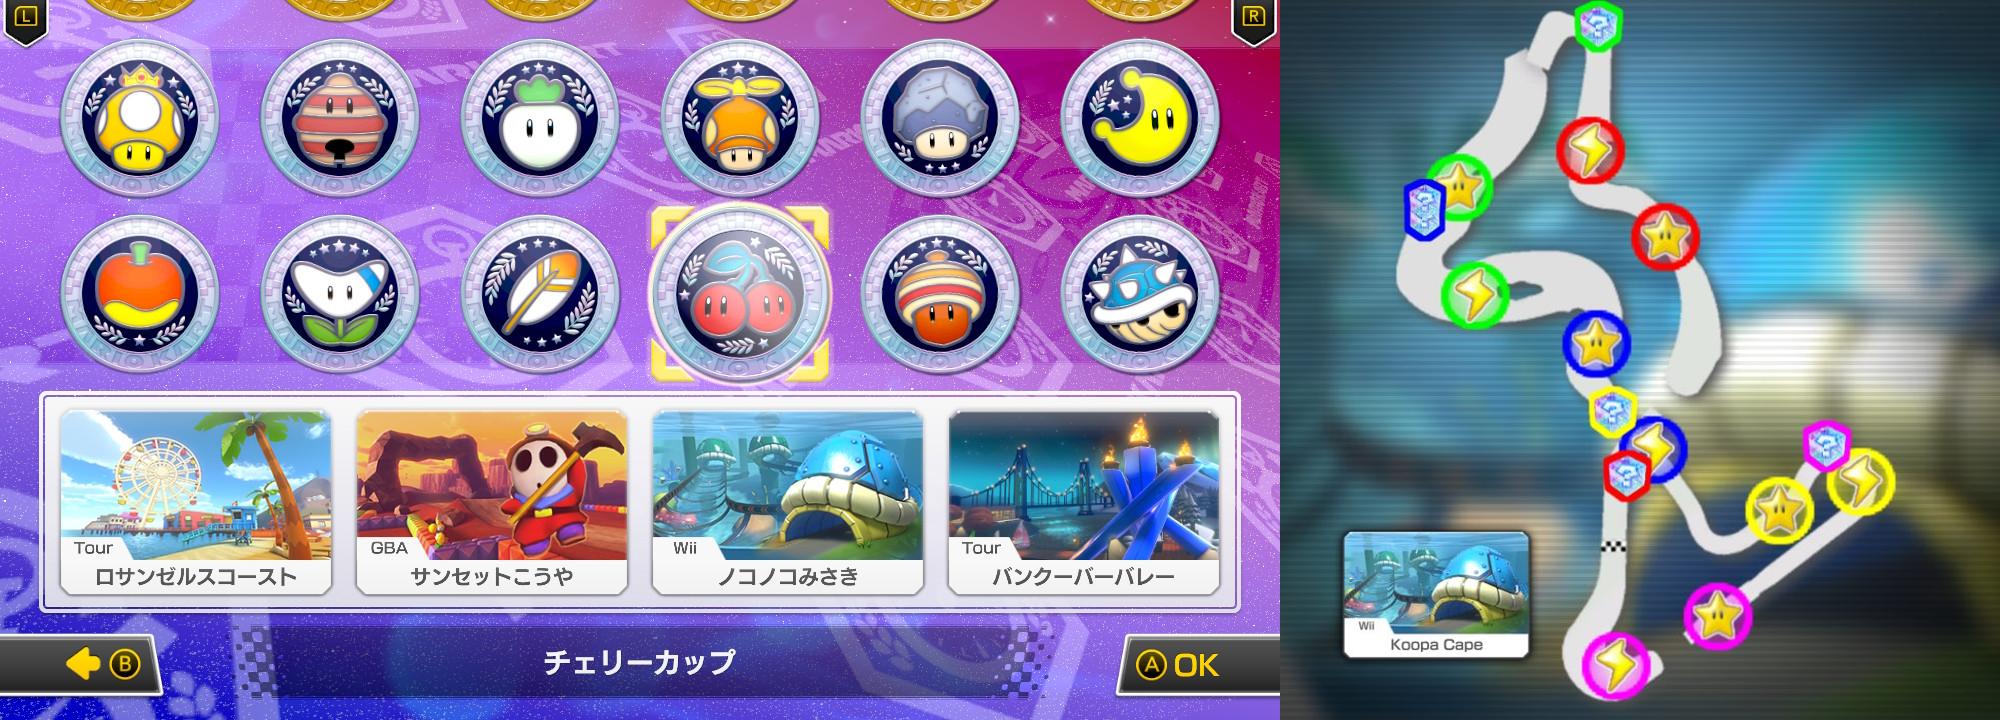 L
R
Tour
ロサンゼルスコースト
GBA
サンセットこうや
Wii
ノコノコみさき
Tour
バンクーバーバレー
B
チェリーカップ
A OK
Wii
Koopa Cape